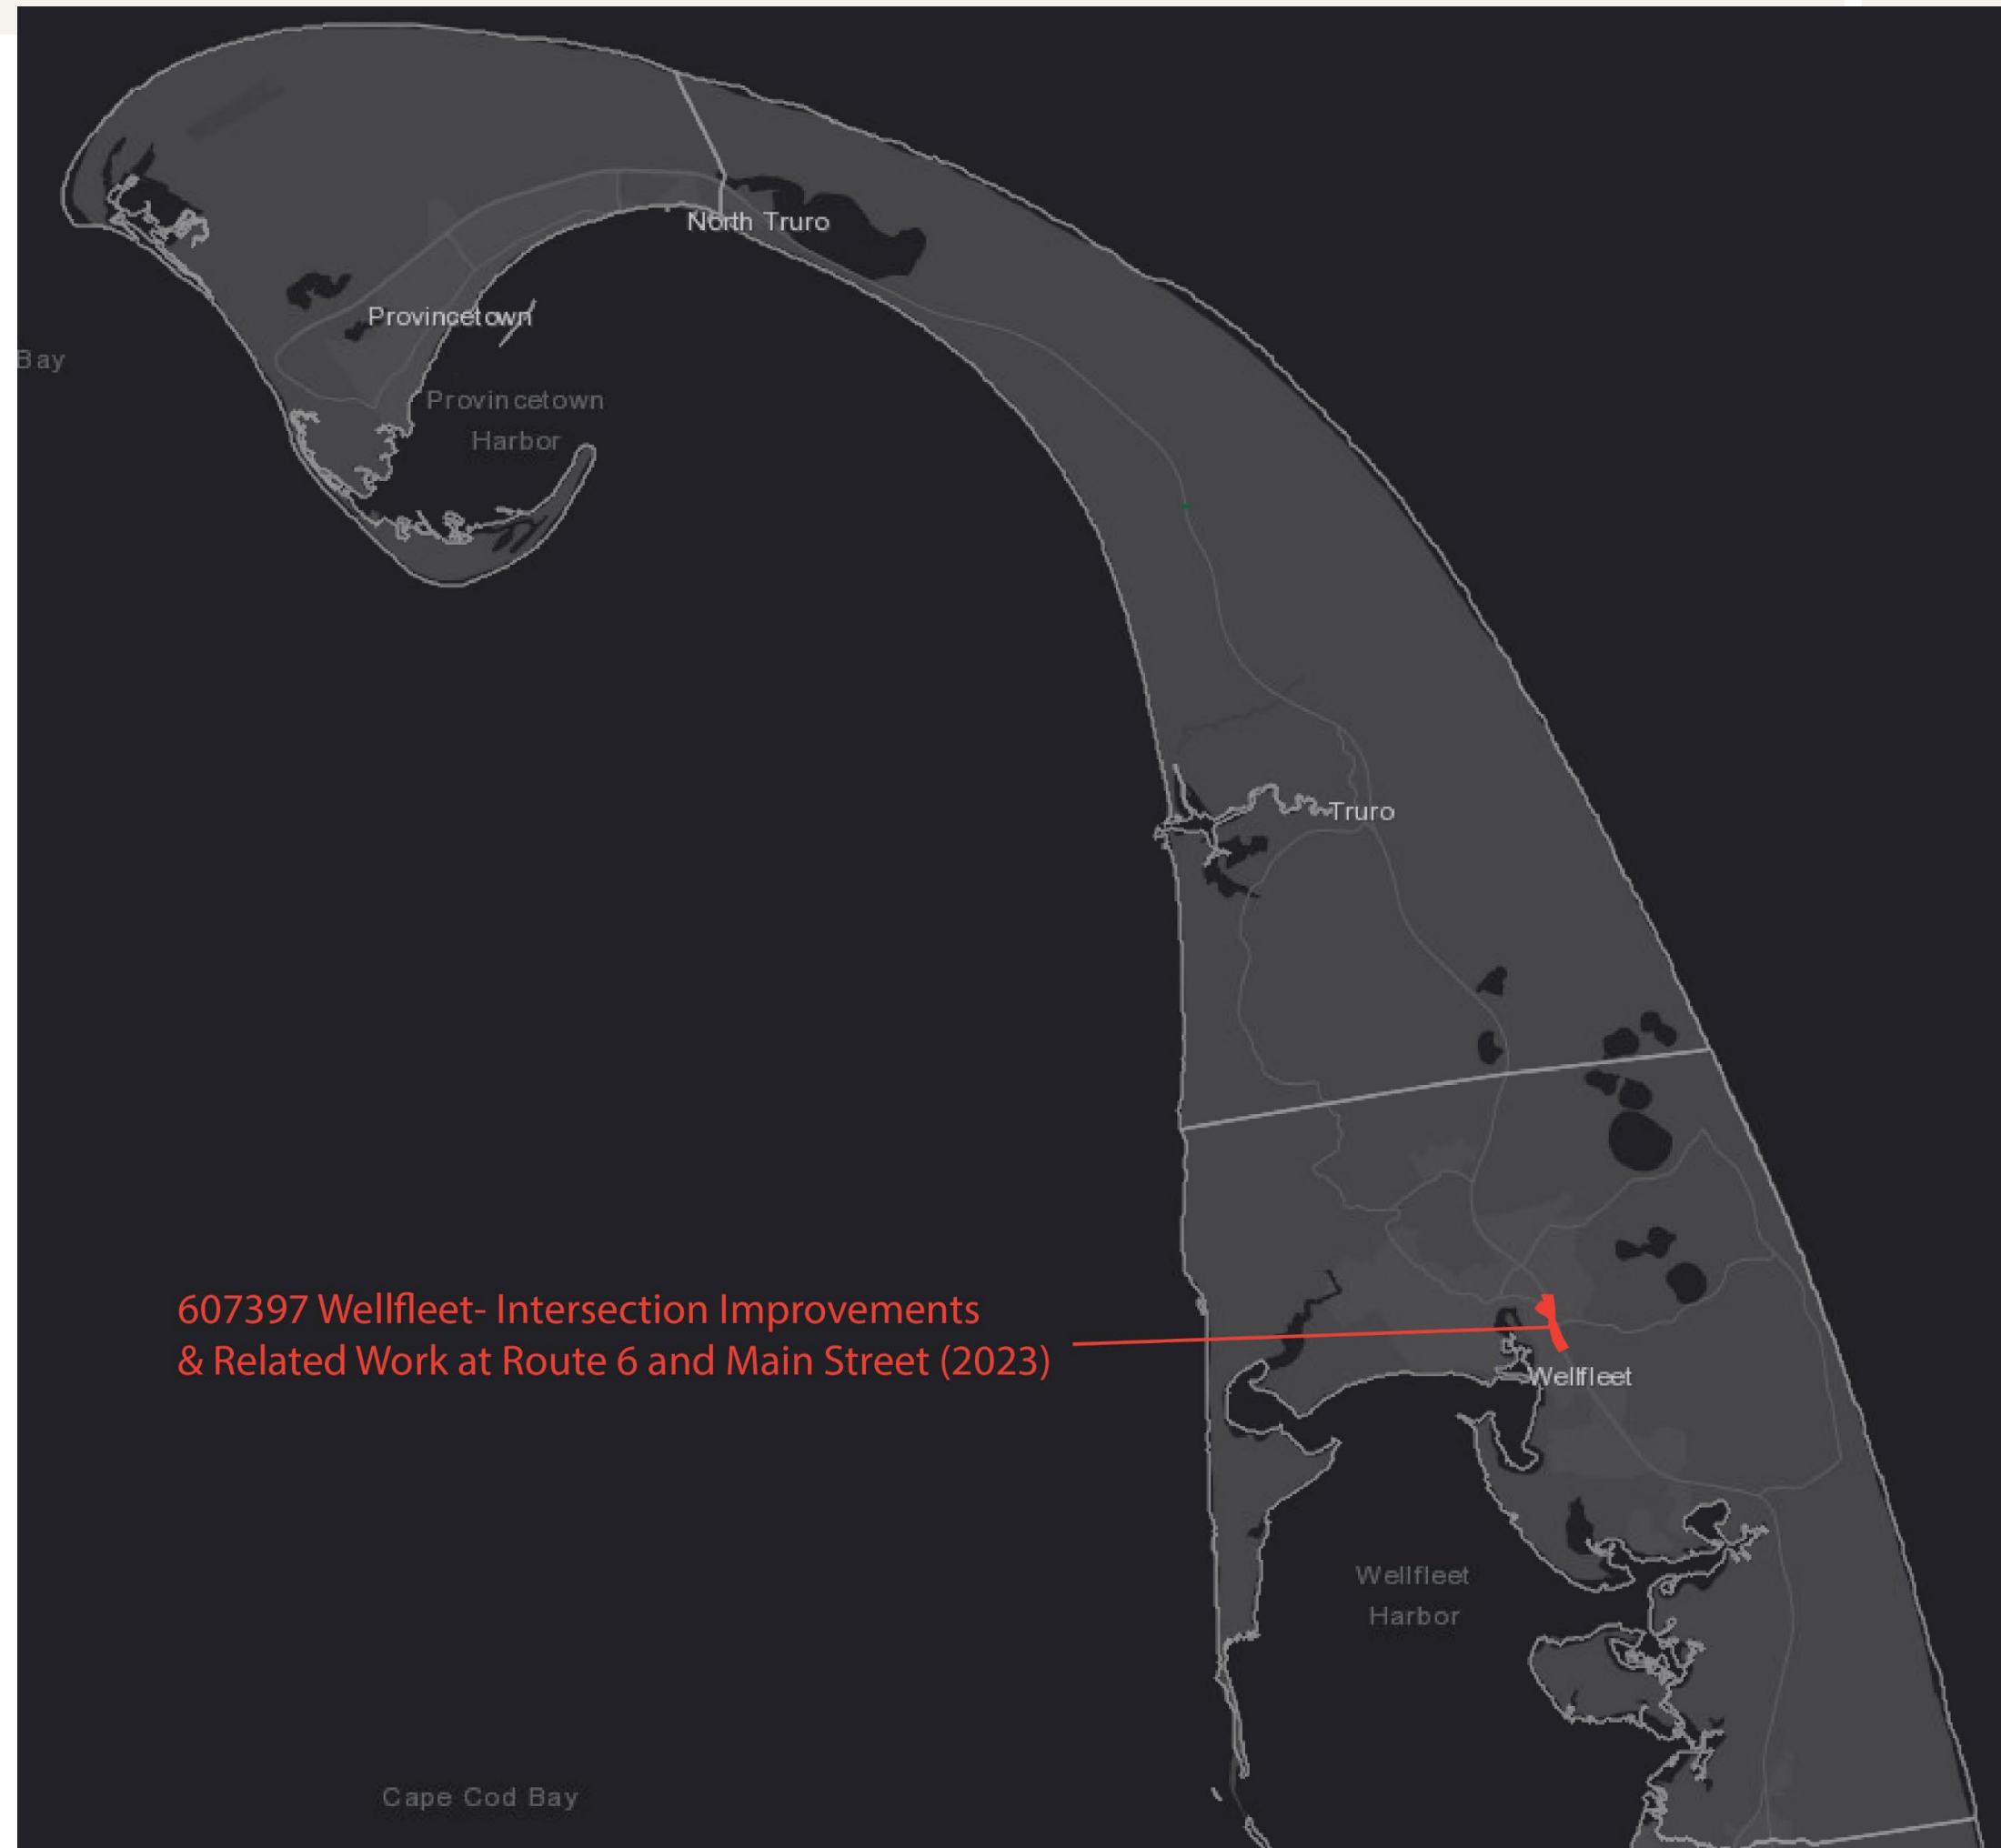 North Truro
Provincetown
Bay
Provincetown
Harbor
Truro
607397 Wellfleet- Intersection Improvements
& Related Work at Route 6 and Main Street (2023)
Wellfleet
Wellfleet
Harbor
Cape Cod Bay